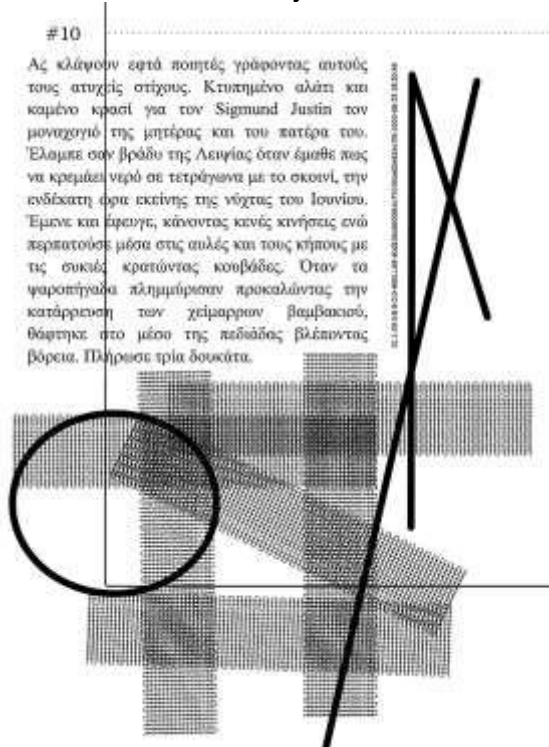 #10
Ας κλάψουν εφτά ποιητές γράφοντας αυτούς
τους ατυχείς στίχους. Κτυπημένο αλάτι και
καμένο κρασί για τον Sigmund Justin τον
μοναχογιό της μητέρας και του πατέρα του.
Έλαμπε σαν βράδυ της Λειψίας όταν έμαθε πως
να κρεμάει νερό σε τετράγωνα με το σκοινί, την
ενδέκατη ώρα εκείνης της νύχτας του Ιουνίου.
Έμενε και έφευγε, κάνοντας κενές κινήσεις ενώ
περπατούσε μέσα στις αυλές και τους κήπους με
τις συκιές κρατώντας κουβάδες. Όταν τα
ψαροπήγαδα πλημμύρισαν προκαλώντας την
κατάρρευση των χείμαρρων βαμβακιού,
θάφτηκε στο μέσο της πεδιάδας βλέποντας
βόρεια. Πλήρωσε τρία δουκάτα.